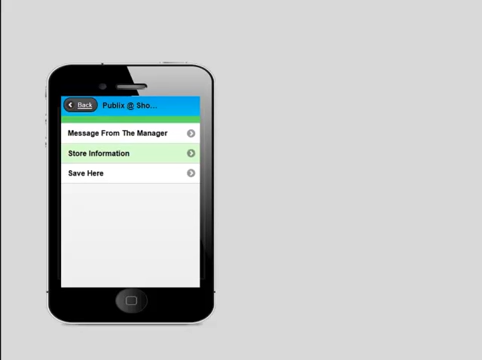 Back
Publix @ Sho...
Message From The Manager
Store Information
Save Here